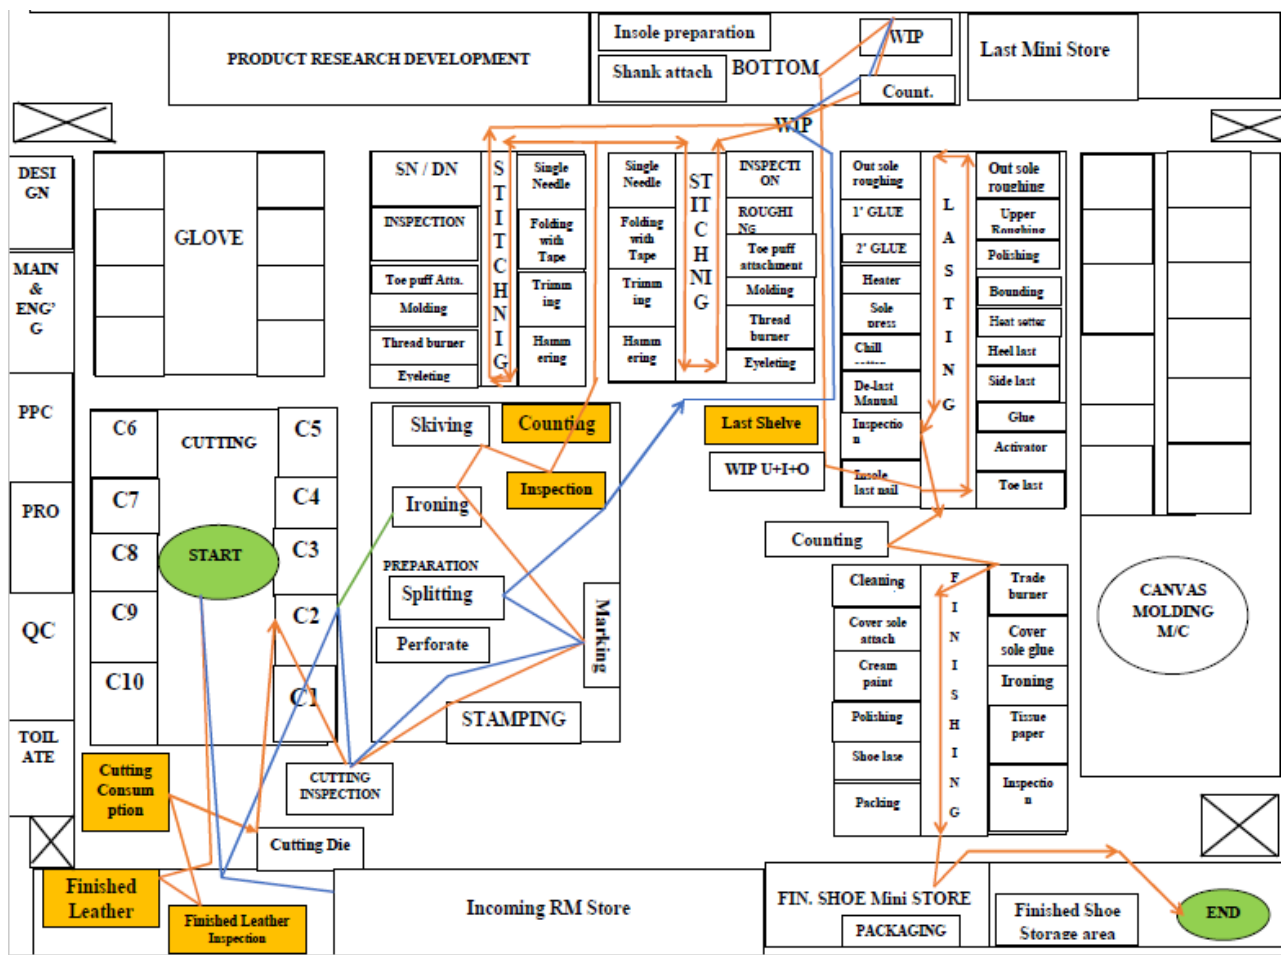 PRODUCT RESEARCH DEVELOPMENT
Insole preparation
Shank attach
BOTTOM
WIP
Count.
Last Mini Store
WIP
DESI
GN
MAIN
&
ENG'
G
PPC
PRO
QC
TOIL
ATE
GLOVE
SN / DN
INSPECTION
Toe puff Atta.
Molding
Thread burner
Eyeleting
S
T
I
T
C
H
N
I
G
Single
Needle
Folding
with
Tape
Trimm
ing
Hamm
ering
Single
Needle
Folding
with
Tape
Trimm
ing
Hamm
ering
ST
IT
C
H
NI
G
INSPECTI
ON
ROUGHI
NG
Toe puff
attachment
Molding
Thread
burner
Eyeleting
Out sole
roughing
1' GLUE
2' GLUE
Heater
Sole
press
Chill
De-last
Manual
Inspectio
n
Insole
last nail
L
A
S
T
I
N
G
Out sole
roughing
Upper
Roughing
Polishing
Bounding
Heat setter
Heel last
Side last
Glue
Activator
Toe last
C6
C7
C8
C9
C10
CUTTING
START
C5
C4
C3
C2
C1
Skiving
Counting
Inspection
Ironing
PREPARATION
Splitting
Perforate
Marking
STAMPING
Last Shelve
WIP U+I+O
Counting
Cleaning
Cover sole
attach
Cream
paint
Polishing
Shoe lase
Packing
F
I
N
I
S
H
I
N
G
Trade
burner
Cover
sole glue
Ironing
Tissue
paper
Inspectio
n
CANVAS
MOLDING
M/C
Cutting
Consum
ption
CUTTING
INSPECTION
Cutting Die
Finished
Leather
Finished Leather
Inspection
Incoming RM Store
FIN. SHOE Mini STORE
PACKAGING
Finished Shoe
Storage area
END